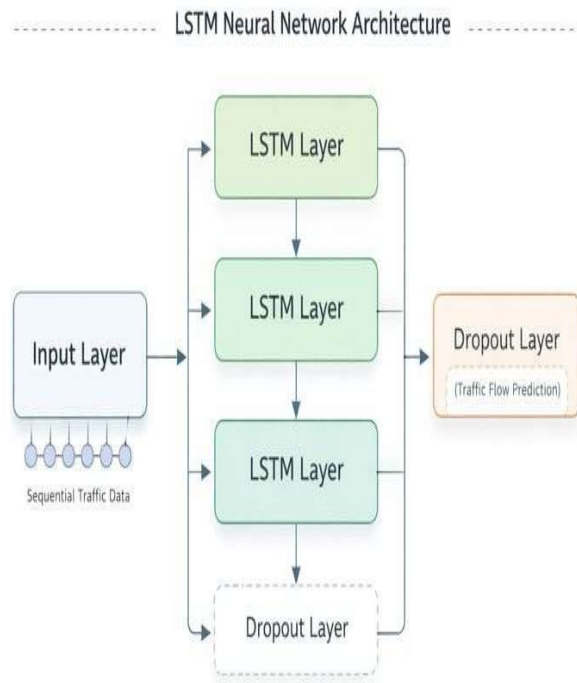 LSTM Neural Network Architecture
LSTM Layer
LSTM Layer
Input Layer
Sequential Traffic Data
LSTM Layer
Dropout Layer
Dropout Layer
(Traffic Flow Prediction)